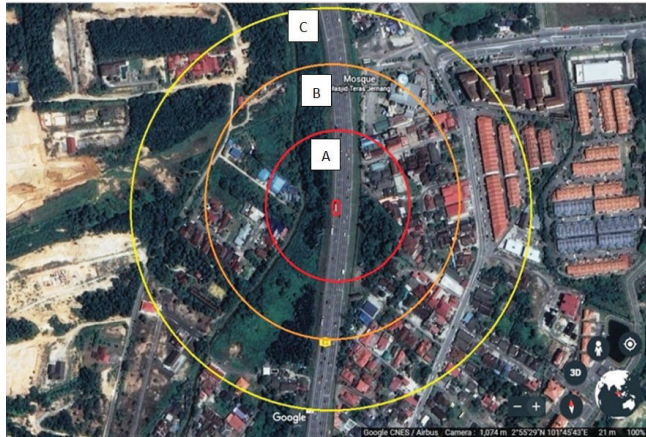 C
B
Mosque
Masjid Teras Jernang
A
3D
Google
Google CNES / Airbus Camera : 1,074 m 2°55'29"N 101°45'43"E 21 m 100%